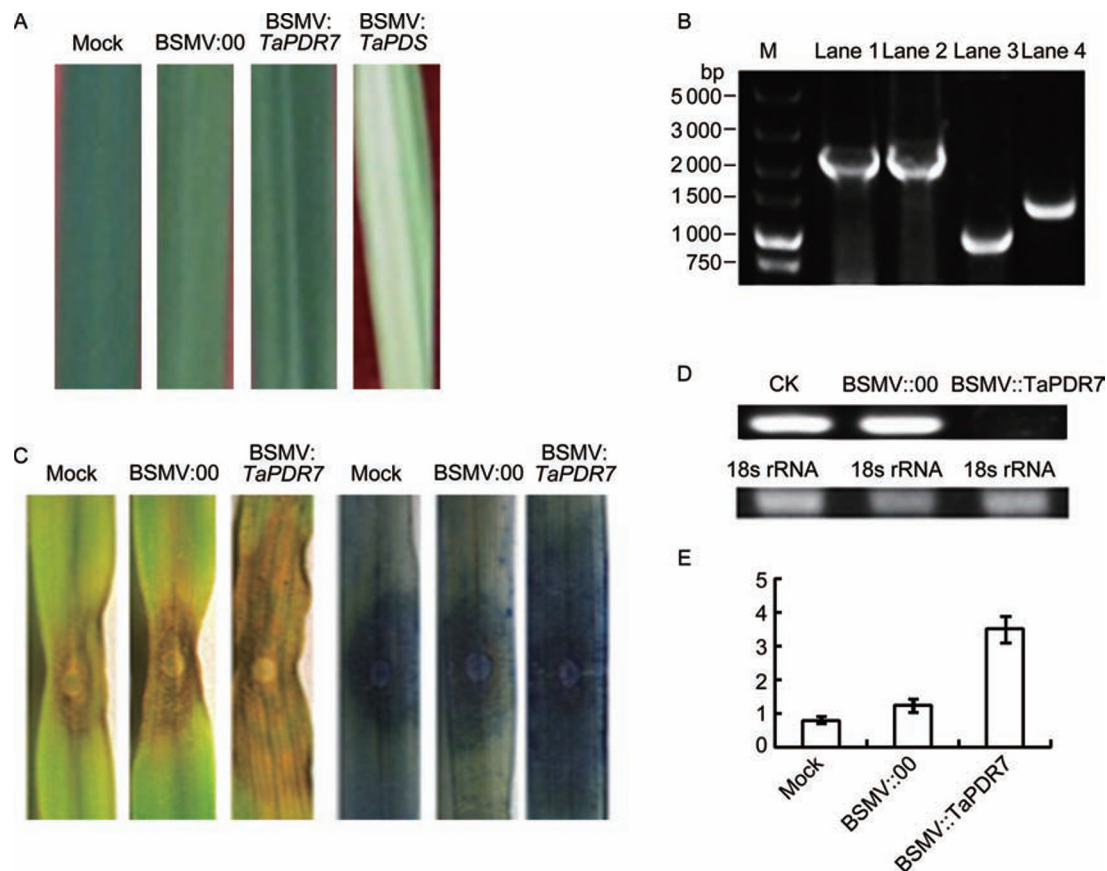 A
Mock
BSMV:00
BSMV:
TaPDR7
BSMV:
TaPDS
B
bp
M
Lane 1
Lane 2
Lane 3
Lane 4
5 000
3 000
2 000
1 500
1 000
750
C
Mock
BSMV:00
BSMV:
TaPDR7
Mock
BSMV:00
BSMV:
TaPDR7
D
CK
BSMV::00
BSMV::TaPDR7
18s rRNA
18s rRNA
18s rRNA
E
5
4
3
2
1
0
Mock
BSMV::00
BSMV::TaPDR7